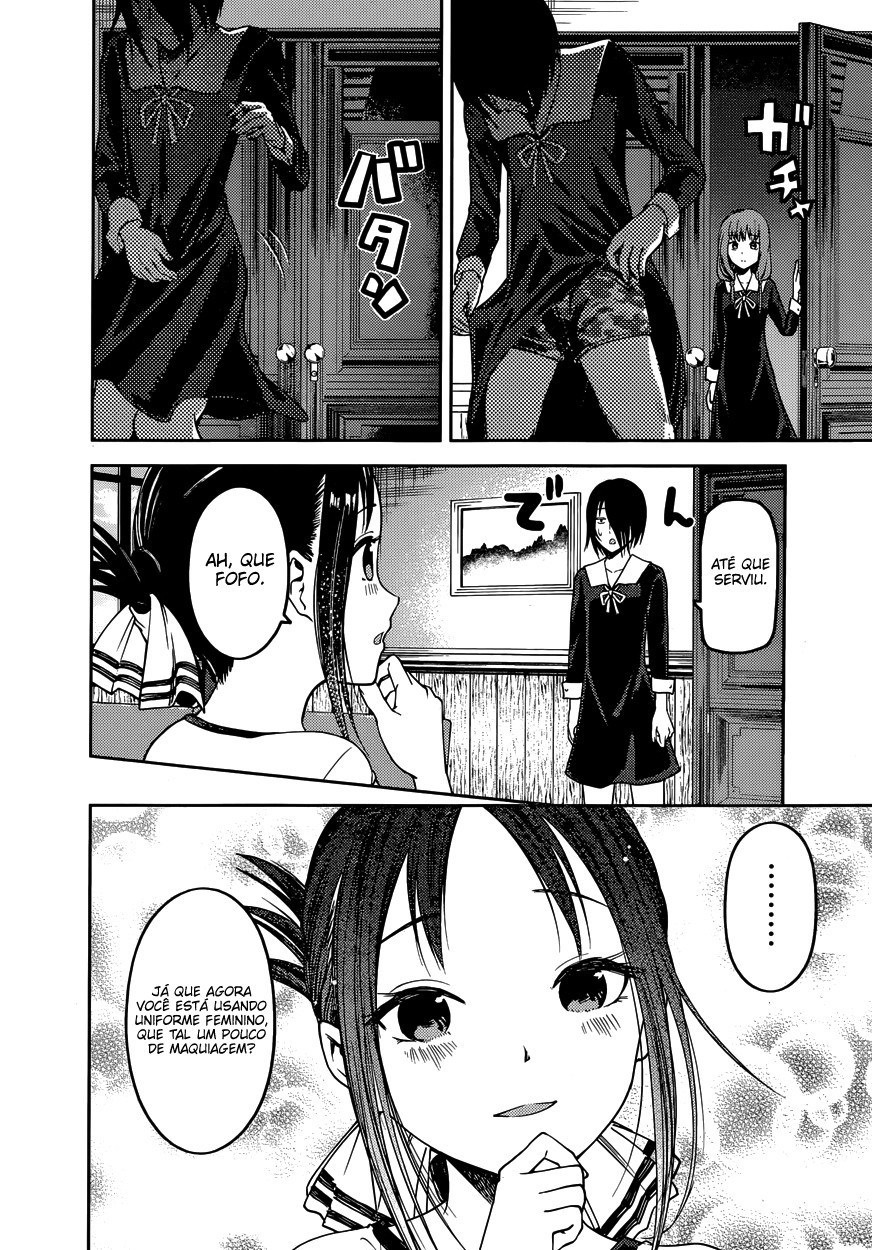 ガチャ
バタン
でん
ATÉ QUE
SERVIU.
AH, QUE
FOFO.
.........
JÁ QUE AGORA
VOCÊ ESTÁ USANDO
UNIFORME FEMININO,
QUE TAL UM POUCO
DE MAQUIAGEM?